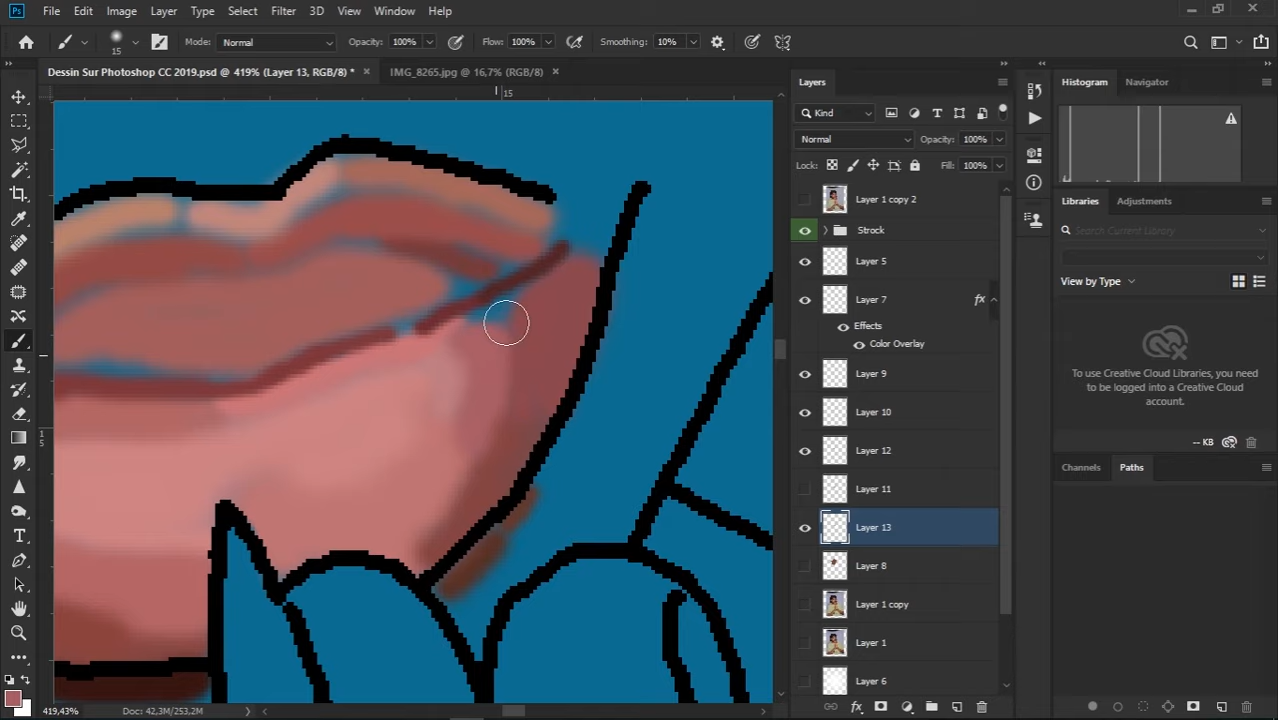 Ps File Edit Image Layer Type Select Filter 3D View Window Help
15 Mode: Normal Opacity: 100% Flow: 100% Smoothing: 10%
Dessin Sur Photoshop CC 2019.psd @ 419% (Layer 13, RGB/8) * × IMG_8265.jpg @ 16,7% (RGB/8) ×
15
1
5
Layers
Kind
Normal Opacity: 100%
Lock: Fill: 100%
Layer 1 copy 2
Strock
Layer 5
Layer 7 fx
Effects
Color Overlay
Layer 9
Layer 10
Layer 12
Layer 11
Layer 13
Layer 8
Layer 1 copy
Layer 1
Layer 6
Histogram Navigator
Libraries Adjustments
Search Current Library
View by Type
To use Creative Cloud Libraries, you need
to be logged into a Creative Cloud
account.
-- KB
Channels Paths
419,43% Doc: 42,3M/253,2M